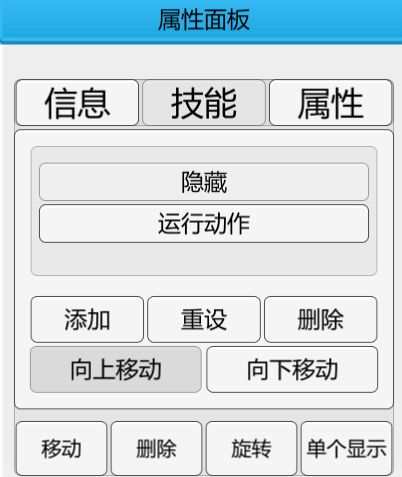 属性面板
信息 技能 属性
隐藏
运行动作
添加 重设 删除
向上移动 向下移动
移动 删除 旋转 单个显示